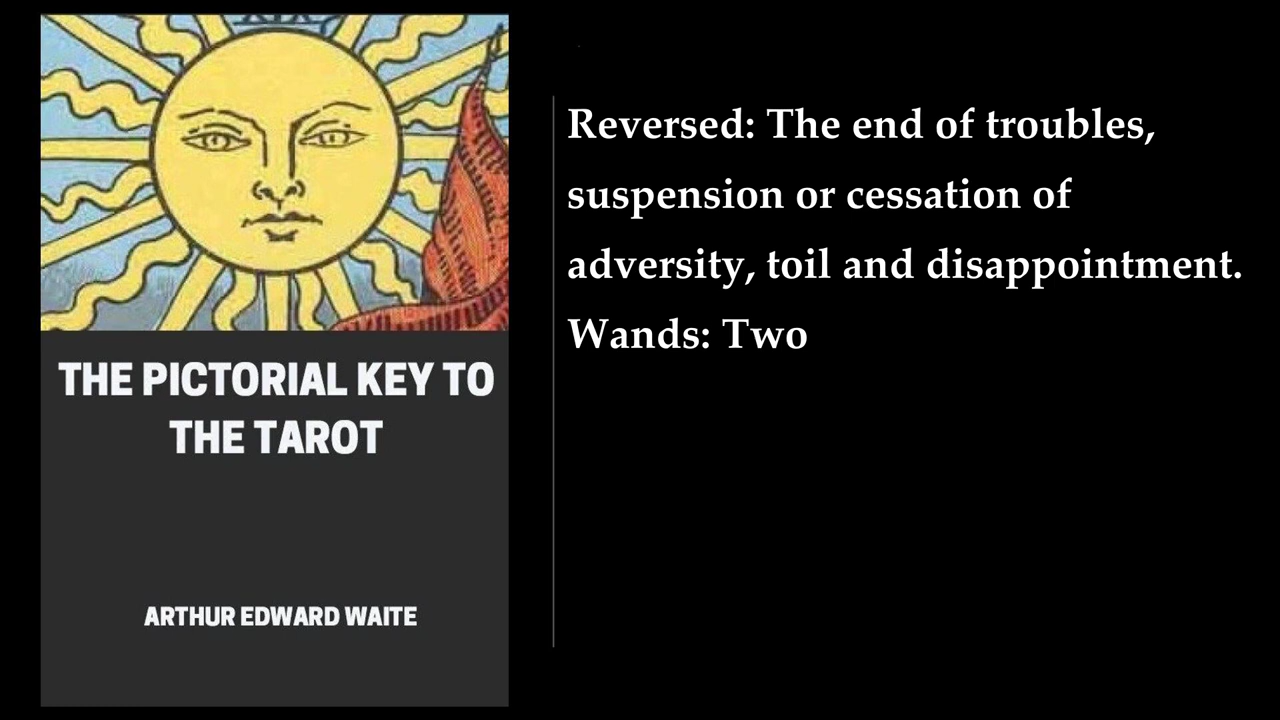 THE PICTORIAL KEY TO
THE TAROT
ARTHUR EDWARD WAITE
Reversed: The end of troubles,
suspension or cessation of
adversity, toil and disappointment.
Wands: Two